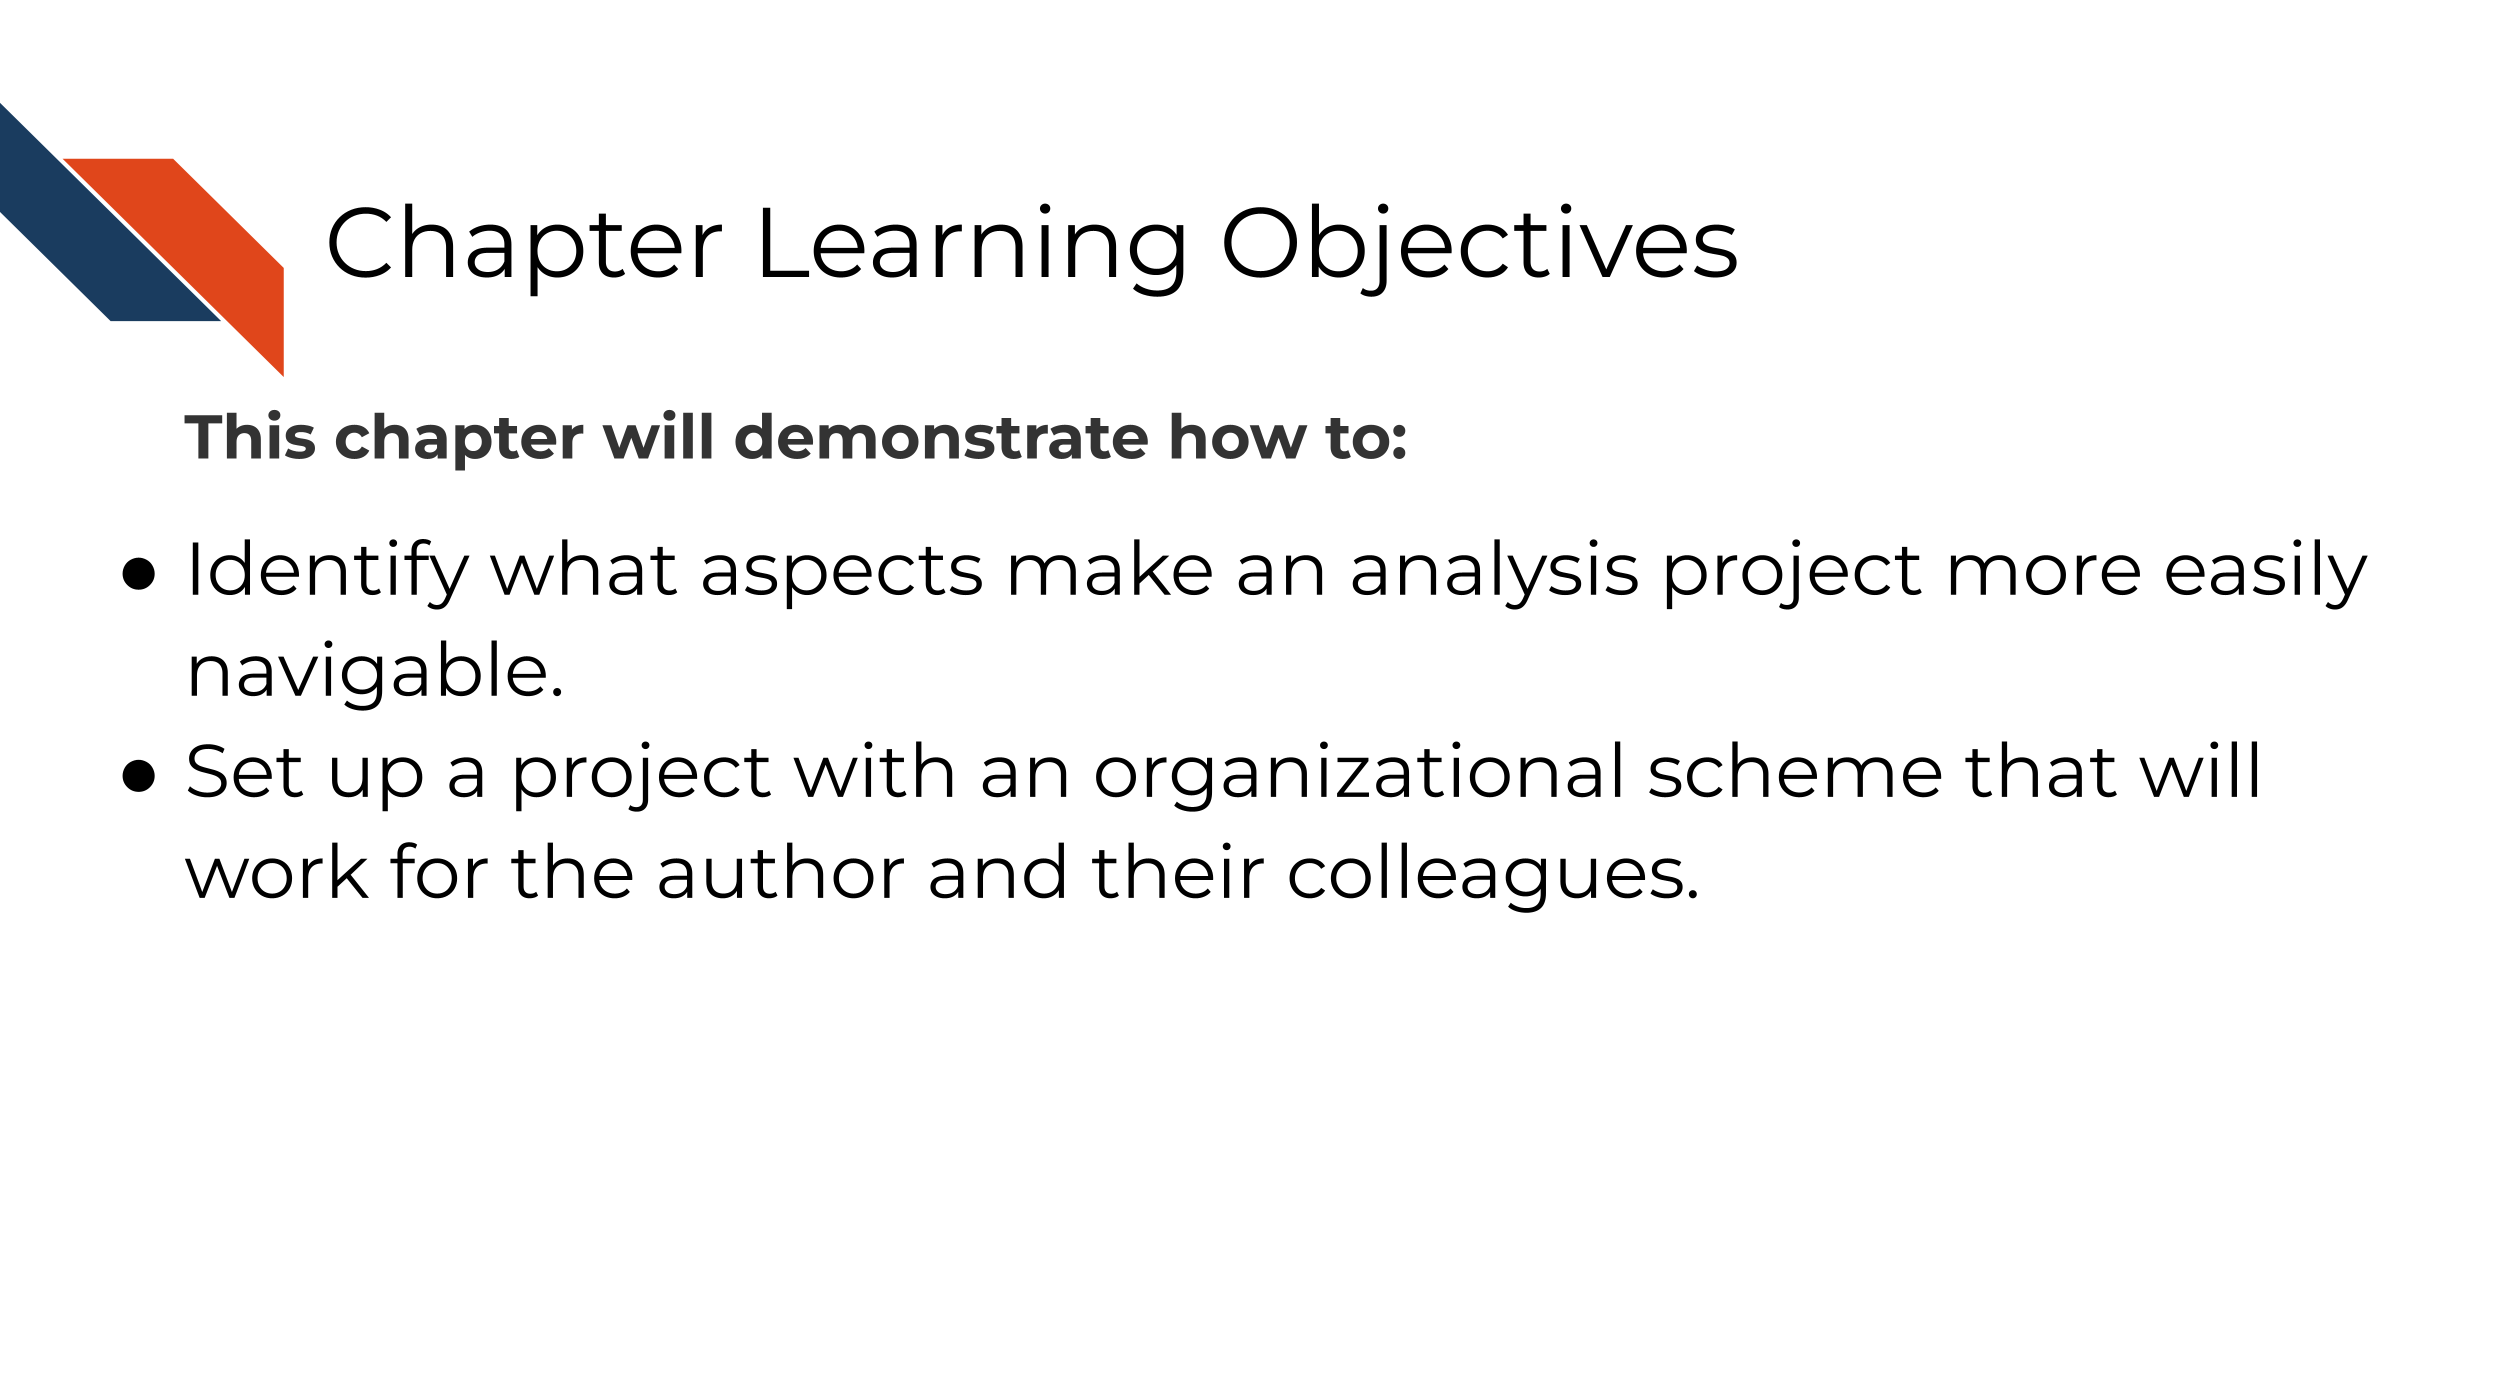 Chapter Learning Objectives
This chapter will demonstrate how to:
● Identify what aspects make an analysis project more easily
navigable.
● Set up a project with an organizational scheme that will
work for the author and their colleagues.